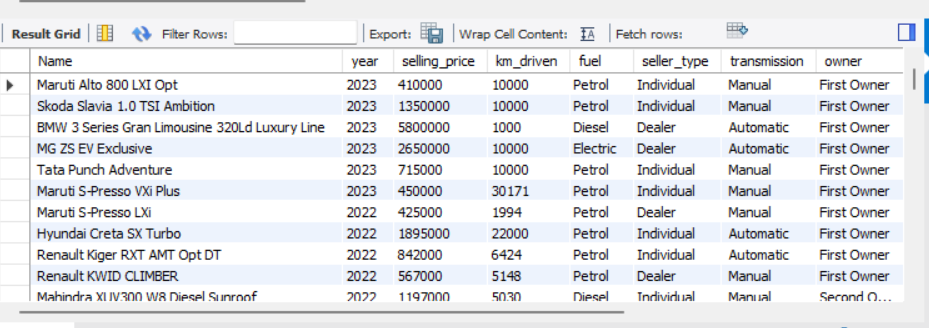 Result Grid Filter Rows: Export: Wrap Cell Content: IA Fetch rows:
Name year selling_price km_driven fuel seller_type transmission owner
Maruti Alto 800 LXI Opt 2023 410000 10000 Petrol Individual Manual First Owner
Skoda Slavia 1.0 TSI Ambition 2023 1350000 10000 Petrol Individual Manual First Owner
BMW 3 Series Gran Limousine 320Ld Luxury Line 2023 5800000 1000 Diesel Dealer Automatic First Owner
MG ZS EV Exclusive 2023 2650000 10000 Electric Dealer Automatic First Owner
Tata Punch Adventure 2023 715000 10000 Petrol Individual Manual First Owner
Maruti S-Presso VXi Plus 2023 450000 30171 Petrol Individual Manual First Owner
Maruti S-Presso LXi 2022 425000 1994 Petrol Dealer Manual First Owner
Hyundai Creta SX Turbo 2022 1895000 22000 Petrol Individual Automatic First Owner
Renault Kiger RXT AMT Opt DT 2022 842000 6424 Petrol Individual Automatic First Owner
Renault KWID CLIMBER 2022 567000 5148 Petrol Dealer Manual First Owner
Mahindra XUV300 W8 Diesel Sunroof 2022 1197000 5030 Diesel Individual Manual Second O...